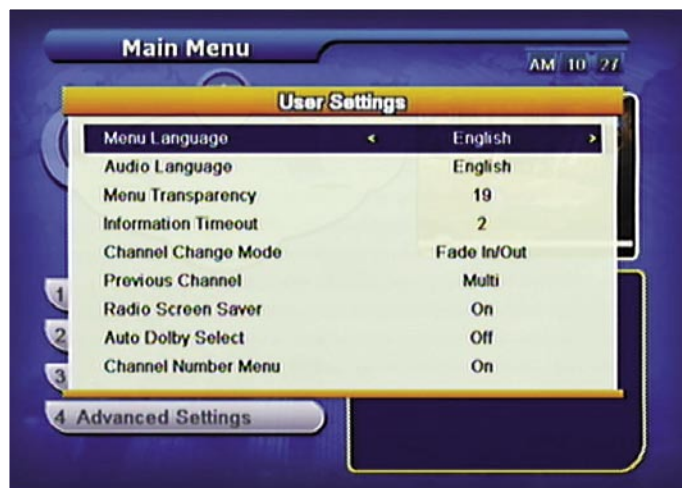 Main Menu
AM 10 27
User Settings
Menu Language < English >
Audio Language English
Menu Transparency 19
Information Timeout 2
Channel Change Mode Fade In/Out
Previous Channel Multi
Radio Screen Saver On
Auto Dolby Select Off
Channel Number Menu On
1
2
3
4 Advanced Settings